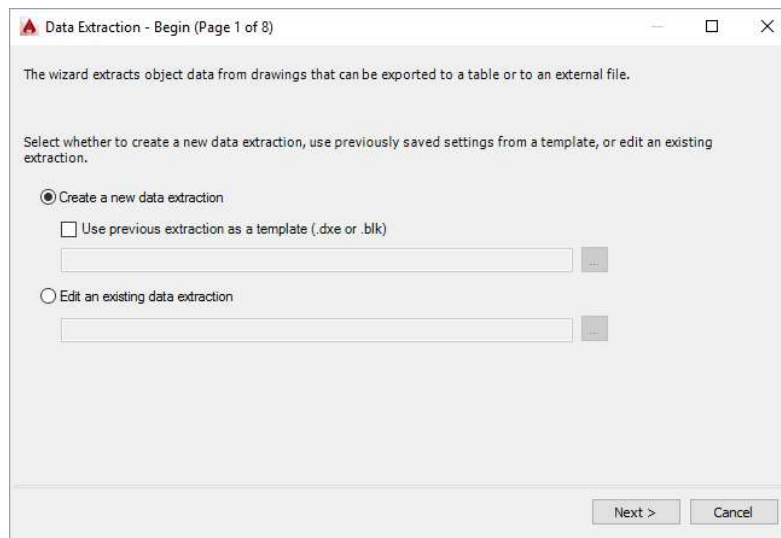 Data Extraction - Begin (Page 1 of 8)
The wizard extracts object data from drawings that can be exported to a table or to an external file.
Select whether to create a new data extraction, use previously saved settings from a template, or edit an existing
extraction.
Create a new data extraction
Use previous extraction as a template (.dxe or .blk)
...
Edit an existing data extraction
...
Next >
Cancel